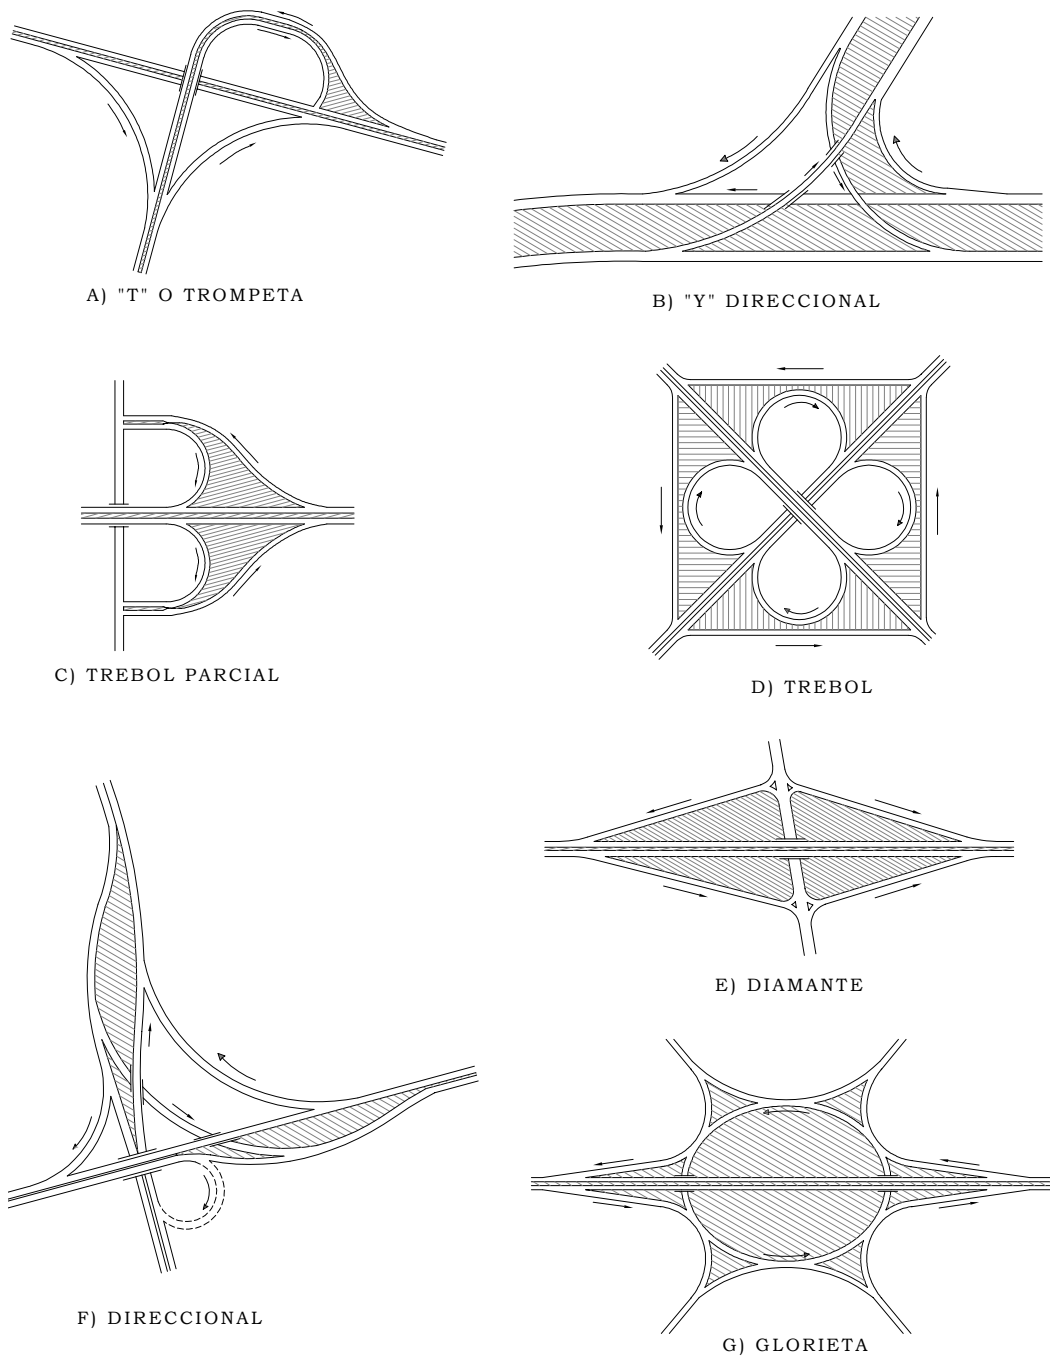 A) "T" O TROMPETA
B) "Y" DIRECCIONAL
C) TREBOL PARCIAL
D) TREBOL
E) DIAMANTE
F) DIRECCIONAL
G) GLORIETA